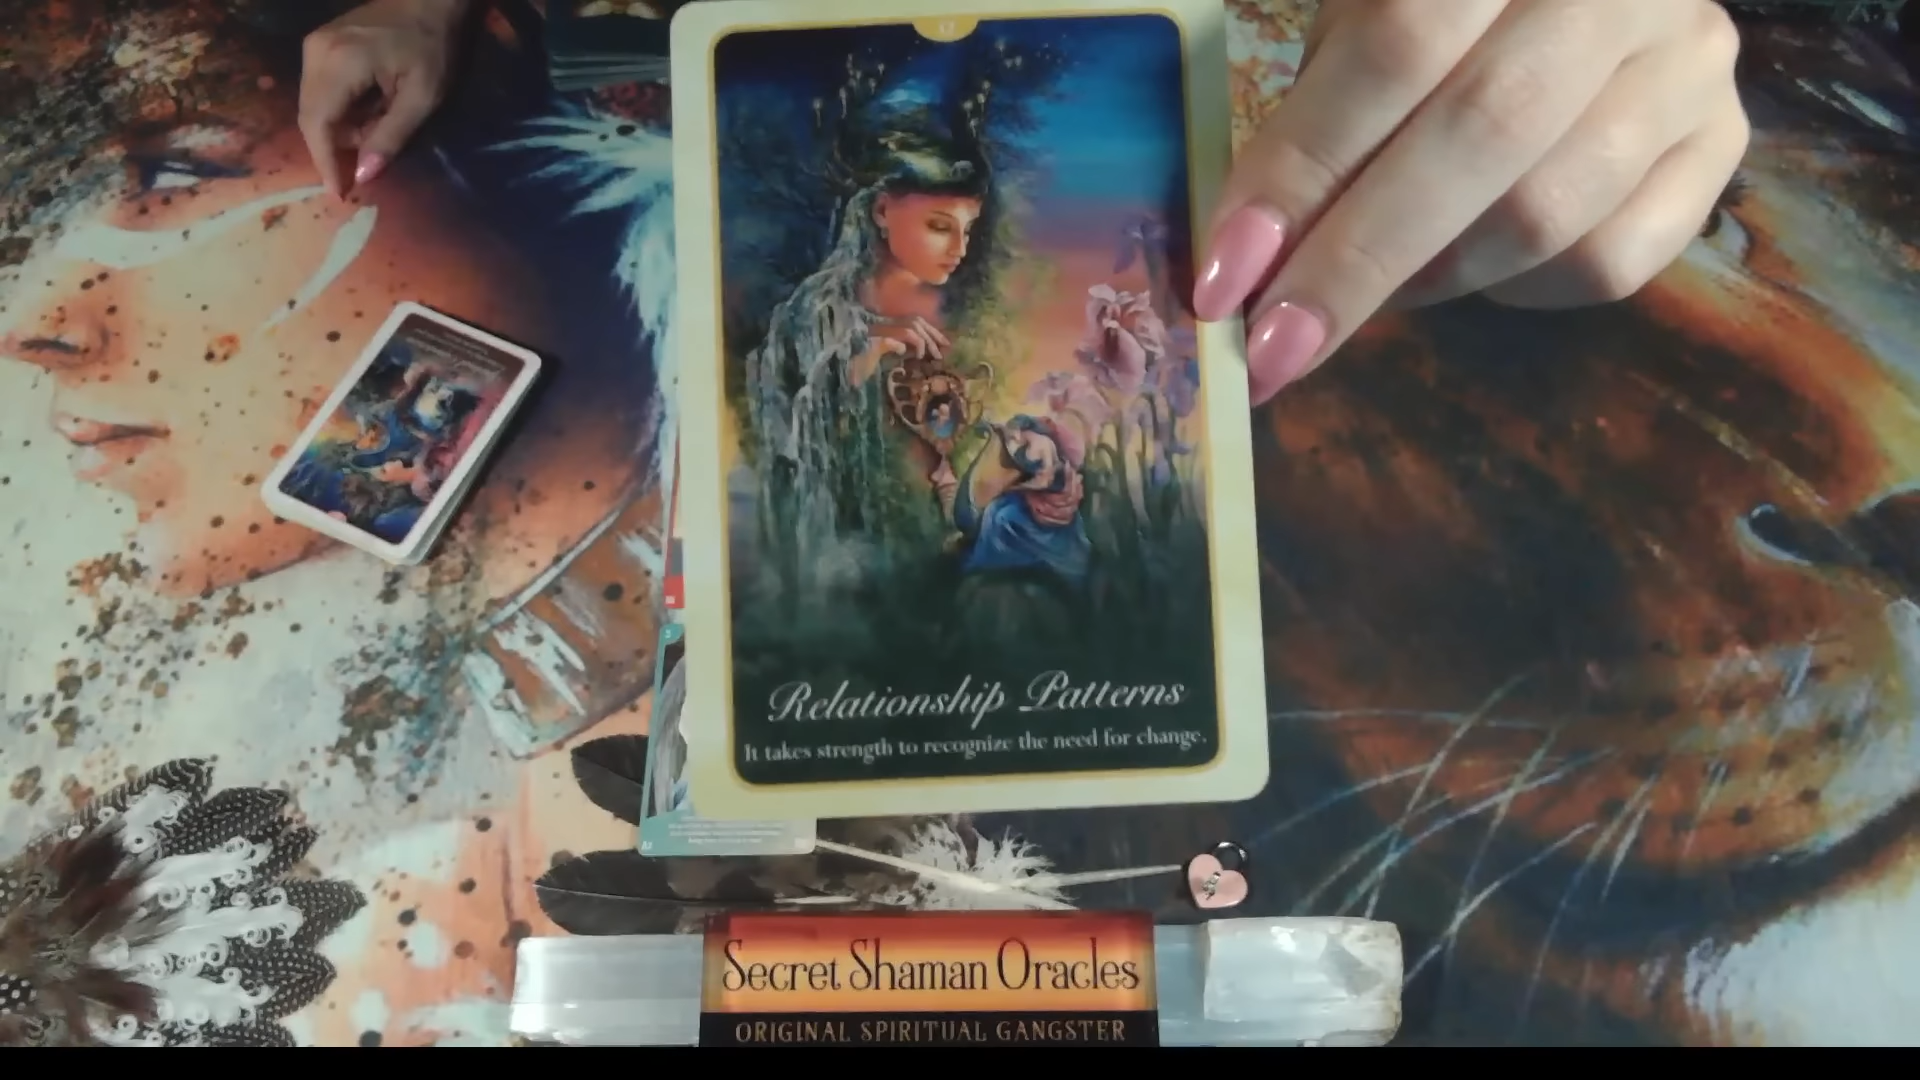 Relationship Patterns
It takes strength to recognize the need for change.
Secret Shaman Oracles
ORIGINAL SPIRITUAL GANGSTER